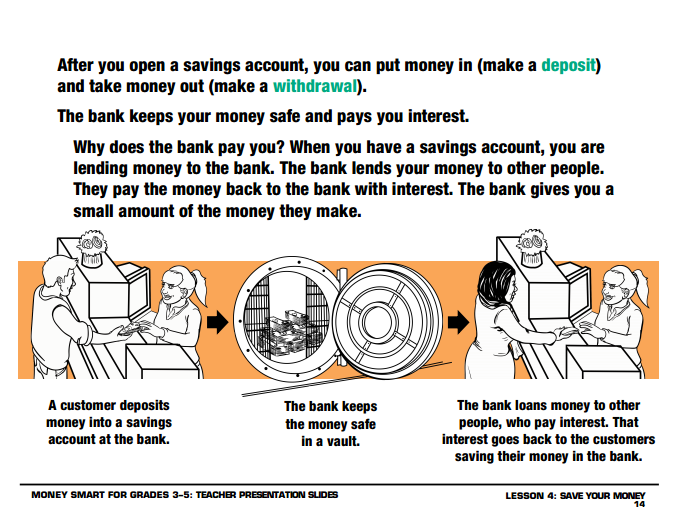 After you open a savings account, you can put money in (make a deposit)
and take money out (make a withdrawal).
The bank keeps your money safe and pays you interest.
Why does the bank pay you? When you have a savings account, you are
lending money to the bank. The bank lends your money to other people.
They pay the money back to the bank with interest. The bank gives you a
small amount of the money they make.
A customer deposits
money into a savings
account at the bank.
The bank keeps
the money safe
in a vault.
The bank loans money to other
people, who pay interest. That
interest goes back to the customers
saving their money in the bank.
MONEY SMART FOR GRADES 3–5: TEACHER PRESENTATION SLIDES
LESSON 4: SAVE YOUR MONEY
14